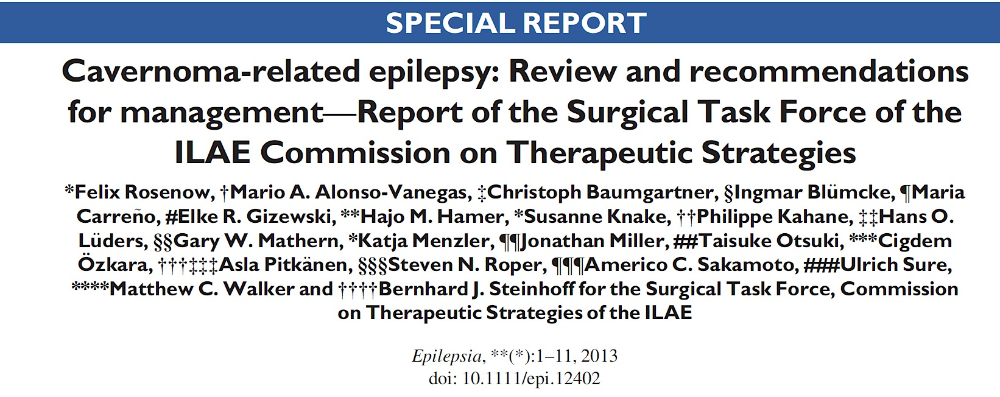 SPECIAL REPORT
Cavernoma-related epilepsy: Review and recommendations
for management—Report of the Surgical Task Force of the
ILAE Commission on Therapeutic Strategies
*Felix Rosenow, †Mario A. Alonso-Vanegas, ‡Christoph Baumgartner, §Ingmar Blümcke, ¶Maria
Carreño, #Elke R. Gizewski, **Hajo M. Hamer, *Susanne Knake, ††Philippe Kahane, ‡‡Hans O.
Lüders, §§Gary W. Mathern, *Katja Menzler, ¶¶Jonathan Miller, ##Taisuke Otsuki, ***Cigdem
Özkara, †††‡‡‡Asla Pitkänen, §§§Steven N. Roper, ¶¶¶Americo C. Sakamoto, ###Ulrich Sure,
****Matthew C. Walker and ††††Bernhard J. Steinhoff for the Surgical Task Force, Commission
on Therapeutic Strategies of the ILAE
Epilepsia, **(*):1–11, 2013
doi: 10.1111/epi.12402